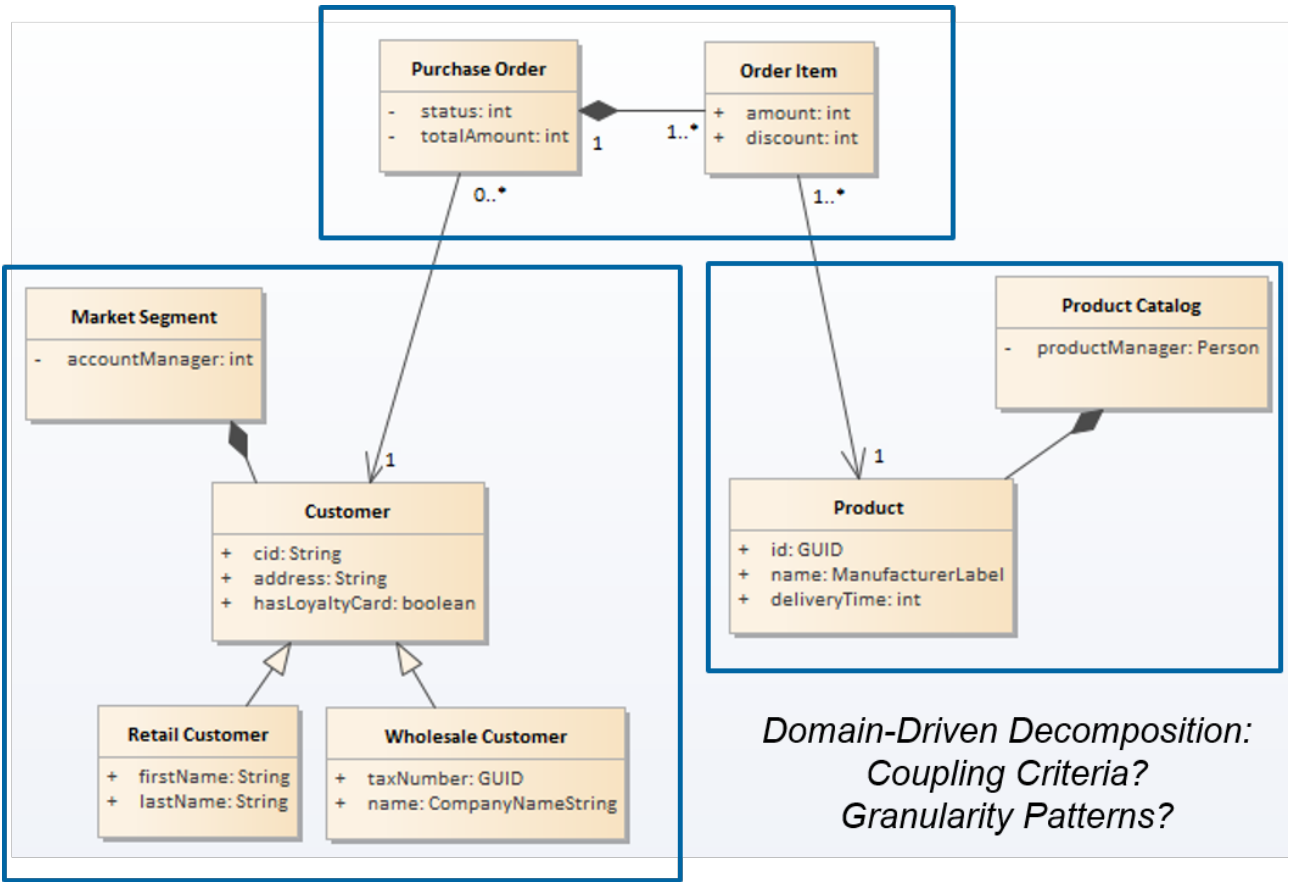 Purchase Order
- status: int
- totalAmount: int
Order Item
+ amount: int
+ discount: int
1
1..*
0..*
1..*
Market Segment
- accountManager: int
Product Catalog
- productManager: Person
1
1
Customer
+ cid: String
+ address: String
+ hasLoyaltyCard: boolean
Product
+ id: GUID
+ name: ManufacturerLabel
+ deliveryTime: int
Retail Customer
+ firstName: String
+ lastName: String
Wholesale Customer
+ taxNumber: GUID
+ name: CompanyNameString
Domain-Driven Decomposition:
Coupling Criteria?
Granularity Patterns?